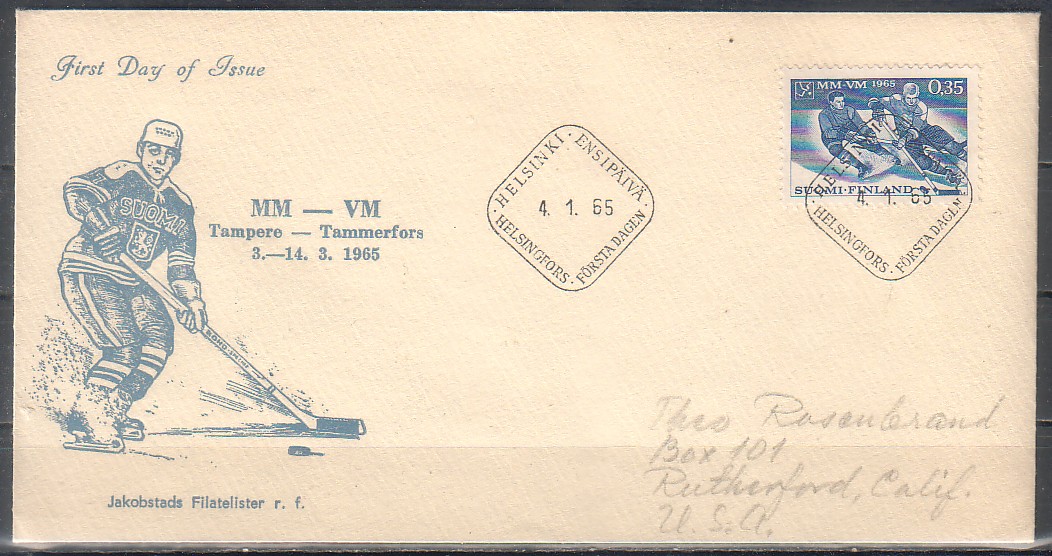 First Day of Issue
MM-VM 1965 0,35
SUOMI·FINLAND
HELSINKI · ENSIPÄIVÄ ·
4. 1. 65
HELSINGFORS · FÖRSTA DAGEN
4. 1. 65
HELSINGFORS · FÖRSTA DAGEN
SUOMI
MM — VM
Tampere — Tammerfors
3.—14. 3. 1965
Theo Rosenbrand
Box 101
Rutherford, Calif.
U.S.A.
Jakobstads Filatelister r. f.